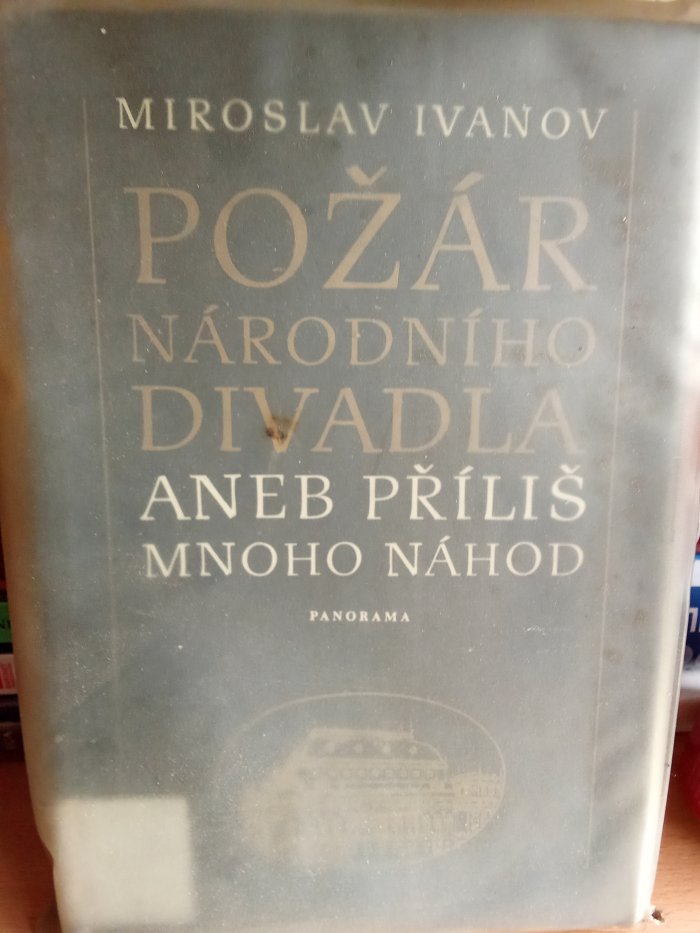 MIROSLAV IVANOV
POŽÁR
NÁRODNÍHO
DIVADLA
ANEB PŘÍLIŠ
MNOHO NÁHOD
PANORAMA